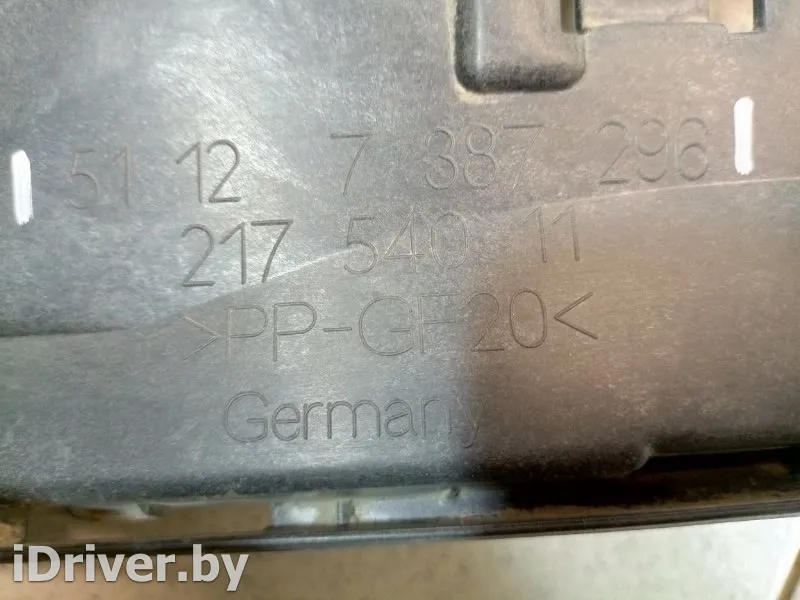 51 12 7 387 296
217 540 11
>PP-GF20<
Germany
iDriver.by